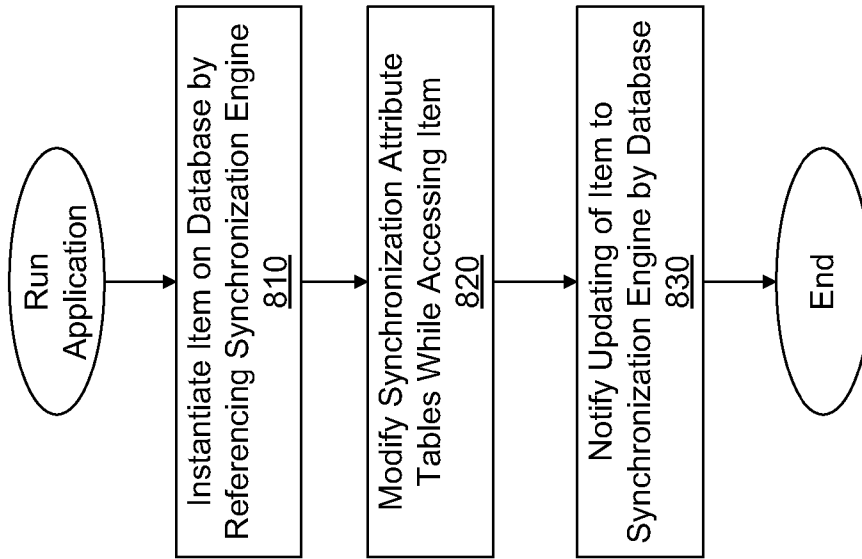 Run
Application
Instantiate Item on Database by
Referencing Synchronization Engine
810
Modify Synchronization Attribute
Tables While Accessing Item
820
Notify Updating of Item to
Synchronization Engine by Database
830
End